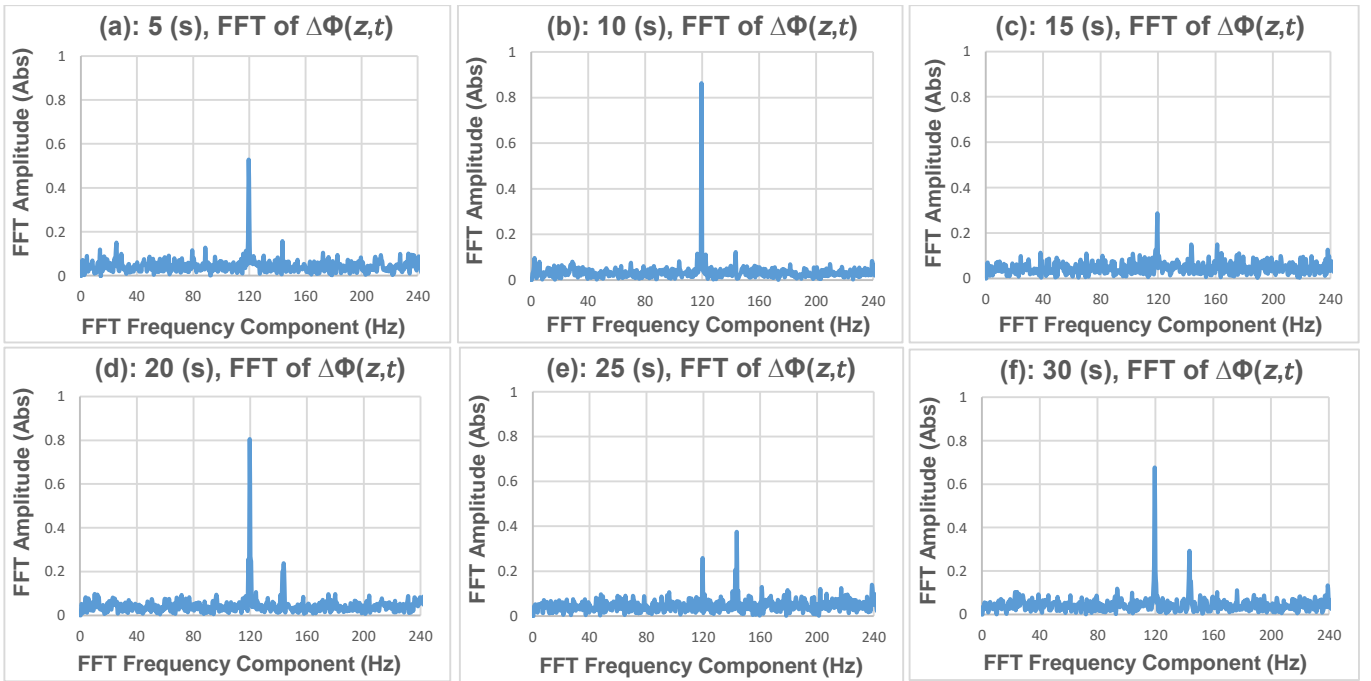 (a): 5 (s), FFT of ΔΦ(z,t)
FFT Amplitude (Abs)
1
0.8
0.6
0.4
0.2
0
0 40 80 120 160 200 240
FFT Frequency Component (Hz)
(b): 10 (s), FFT of ΔΦ(z,t)
FFT Amplitude (Abs)
1
0.8
0.6
0.4
0.2
0
0 40 80 120 160 200 240
FFT Frequency Component (Hz)
(c): 15 (s), FFT of ΔΦ(z,t)
FFT Amplitude (Abs)
1
0.8
0.6
0.4
0.2
0
0 40 80 120 160 200 240
FFT Frequency Component (Hz)
(d): 20 (s), FFT of ΔΦ(z,t)
FFT Amplitude (Abs)
1
0.8
0.6
0.4
0.2
0
0 40 80 120 160 200 240
FFT Frequency Component (Hz)
(e): 25 (s), FFT of ΔΦ(z,t)
FFT Amplitude (Abs)
1
0.8
0.6
0.4
0.2
0
0 40 80 120 160 200 240
FFT Frequency Component (Hz)
(f): 30 (s), FFT of ΔΦ(z,t)
FFT Amplitude (Abs)
1
0.8
0.6
0.4
0.2
0
0 40 80 120 160 200 240
FFT Frequency Component (Hz)